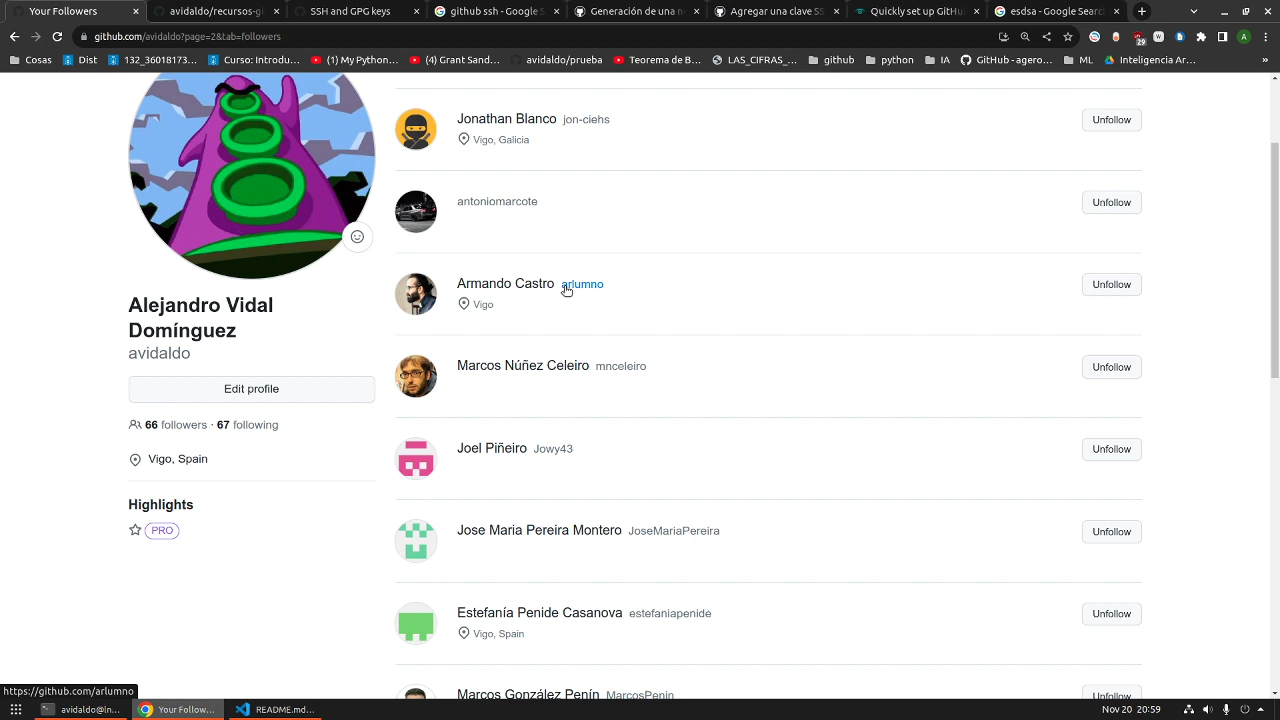 Your Followers
avidaldo/recursos-gi
SSH and GPG keys
github ssh - Google S
Generación de una n
Agregar una clave SS
Quickly set up GitHu
esdsa - Google Searc
github.com/avidaldo?page=2&tab=followers
29
A
Cosas
Dist
132_36018173...
Curso: Introdu...
(1) My Python...
(4) Grant Sand...
avidaldo/prueba
Teorema de B...
LAS_CIFRAS_...
github
python
IA
GitHub - agero...
ML
Inteligencia Ar...
»
Alejandro Vidal
Domínguez
avidaldo
Edit profile
66 followers · 67 following
Vigo, Spain
Highlights
PRO
Jonathan Blanco jon-ciehs
Vigo, Galicia
Unfollow
antoniomarcote
Unfollow
Armando Castro arlumno
Vigo
Unfollow
Marcos Núñez Celeiro mnceleiro
Unfollow
Joel Piñeiro Jowy43
Unfollow
Jose Maria Pereira Montero JoseMariaPereira
Unfollow
Estefanía Penide Casanova estefaniapenide
Vigo, Spain
Unfollow
Marcos González Penín MarcosPenin
Unfollow
https://github.com/arlumno
avidaldo@ln...
Your Follow...
README.md...
Nov 20 20:59